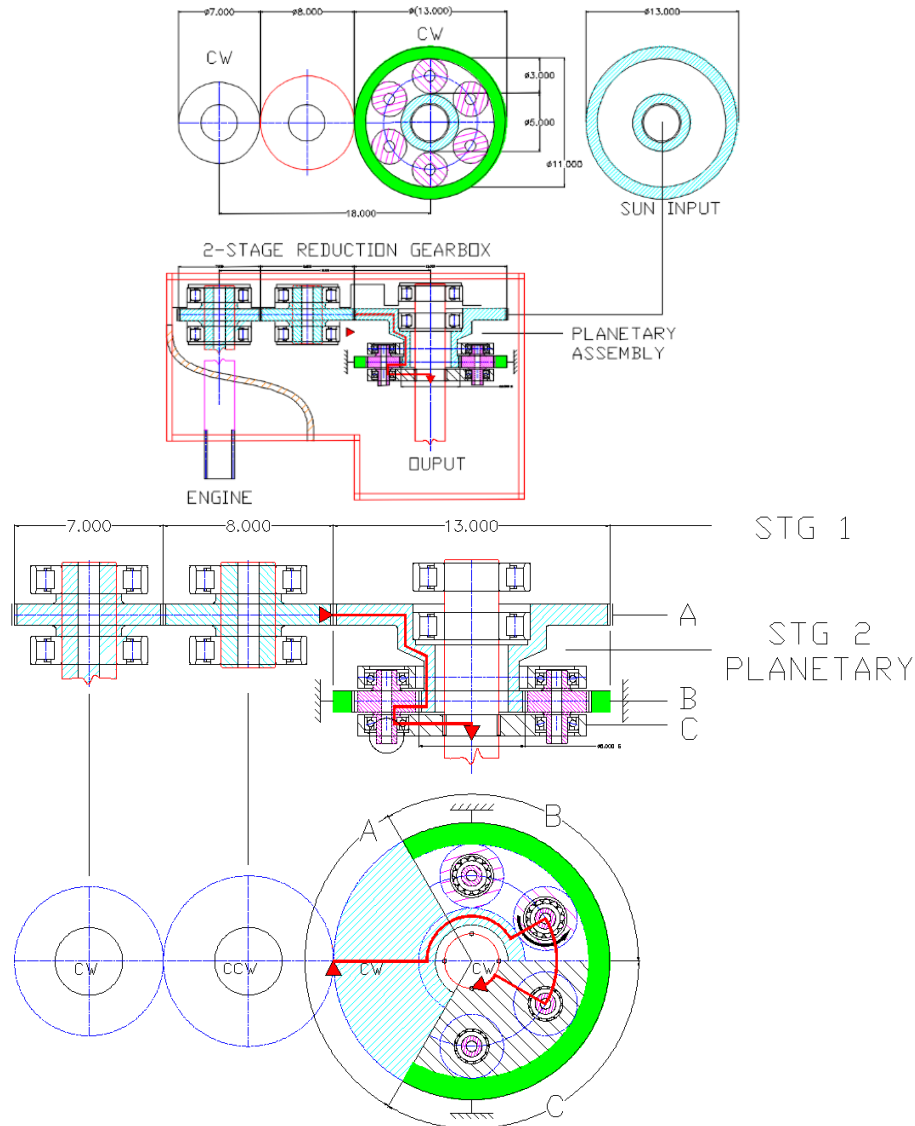 ø7.000 ø8.000 ø(13.000) ø13.000
CW CW
ø3.000
ø5.000
ø11.000
18.000
SUN INPUT
2-STAGE REDUCTION GEARBOX
PLANETARY
ASSEMBLY
OUPUT
ENGINE
7.000 8.000 13.000 STG 1
A
STG 2
PLANETARY
B
C
A B
CW CCW CW CW
C